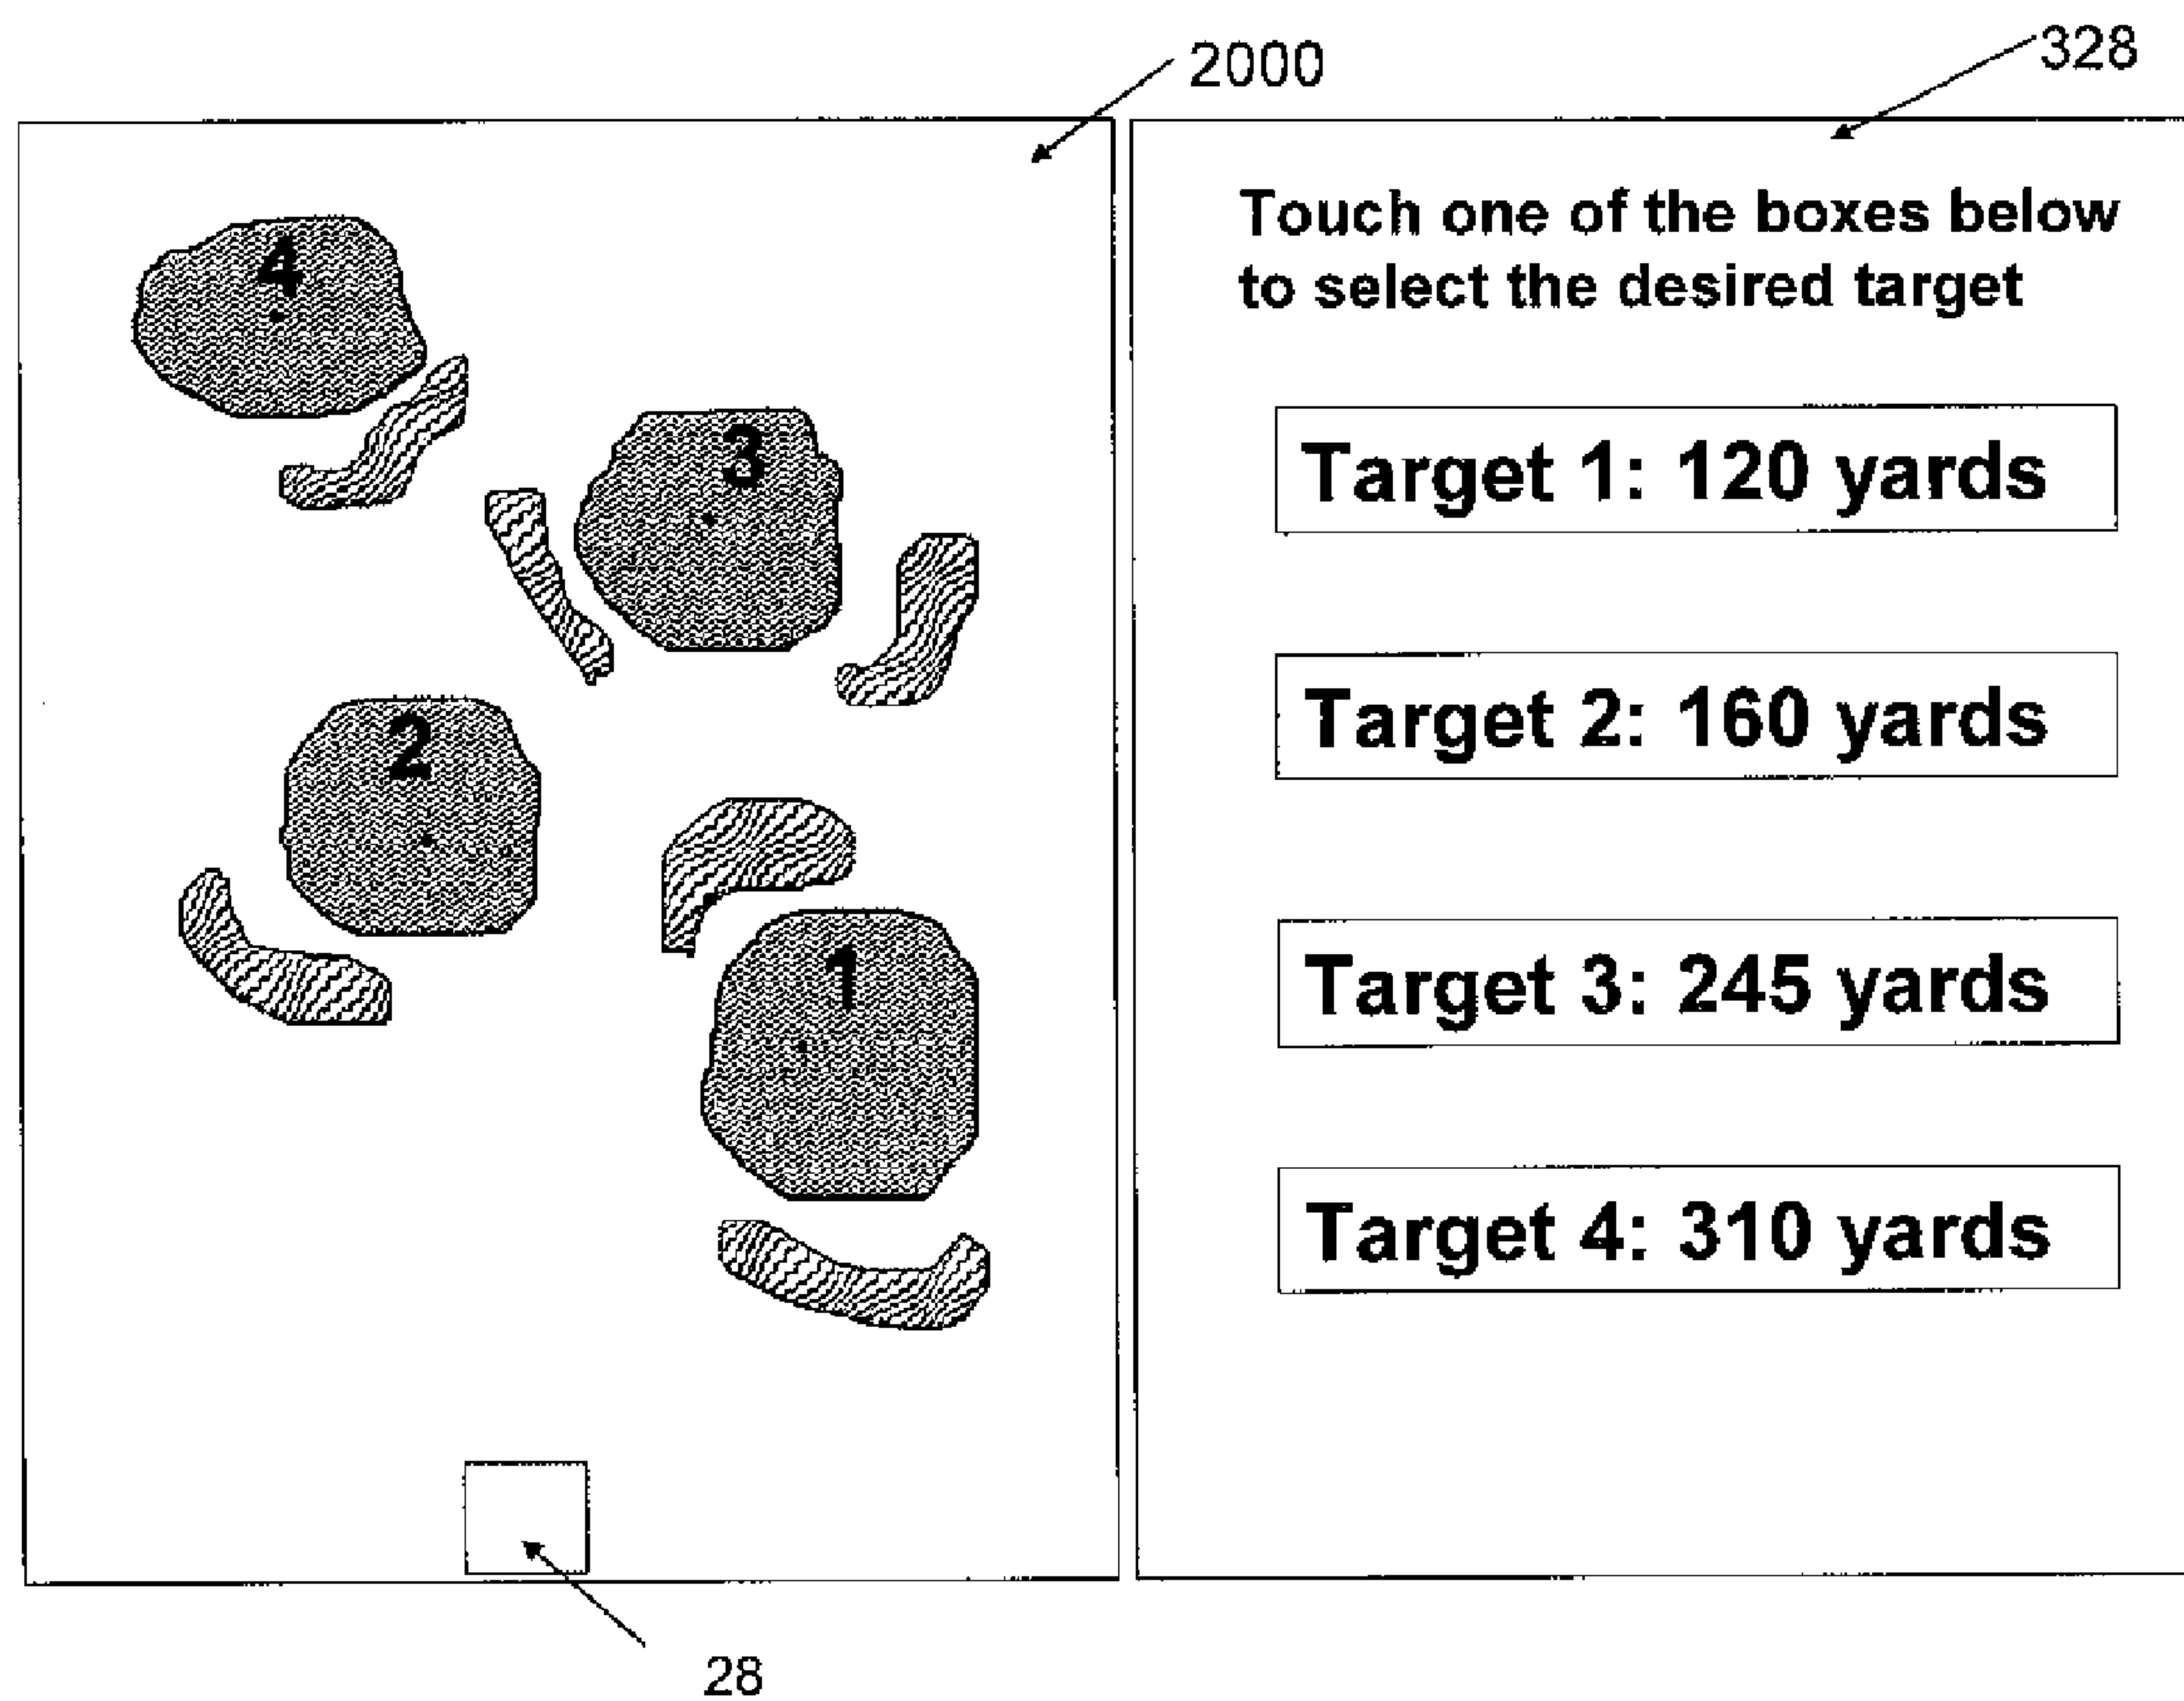 2000
328
4
3
2
1
28
Touch one of the boxes below
to select the desired target
Target 1: 120 yards
Target 2: 160 yards
Target 3: 245 yards
Target 4: 310 yards